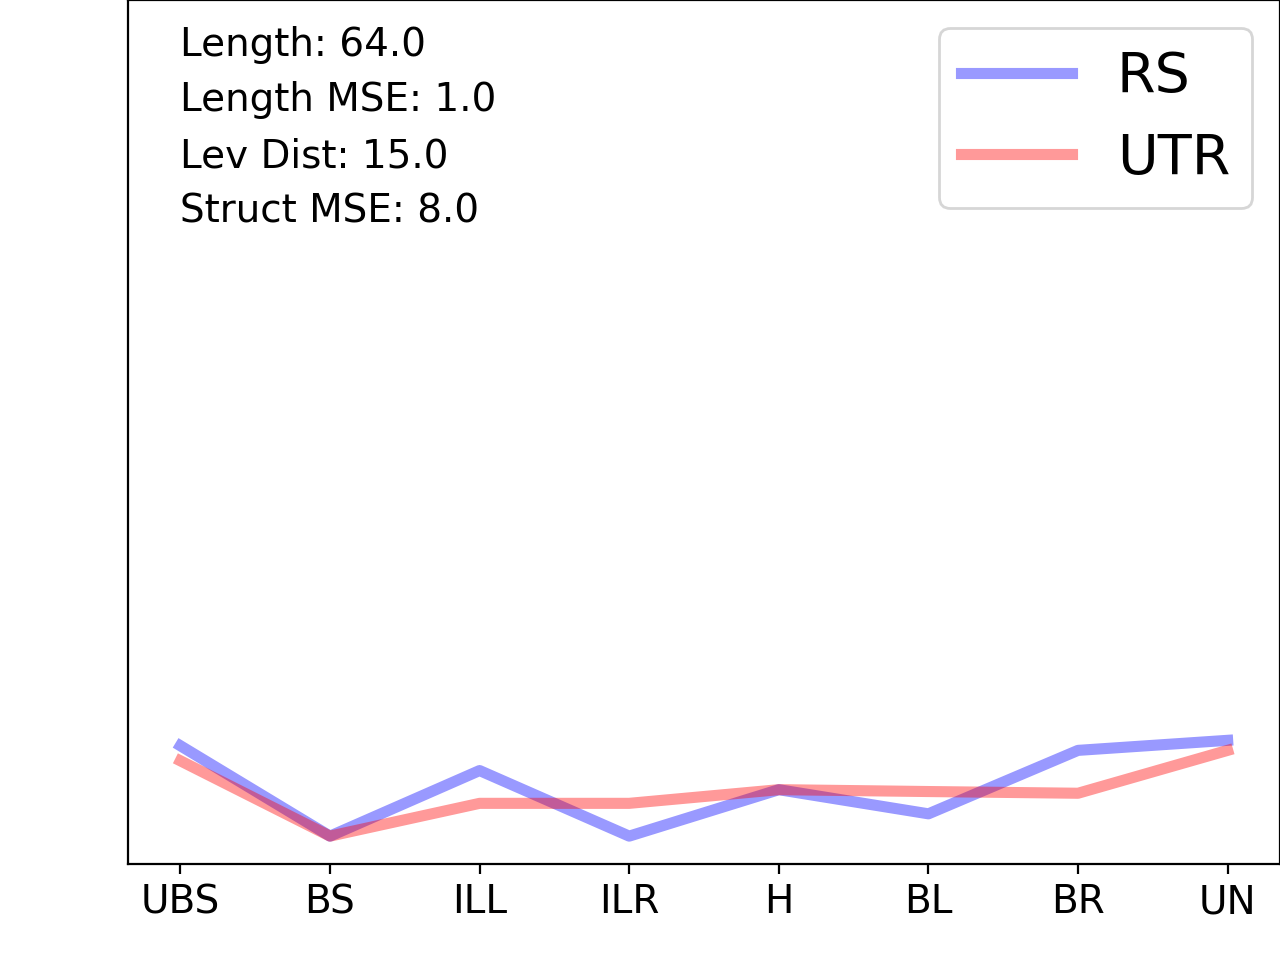 Length: 64.0
Length MSE: 1.0
Lev Dist: 15.0
Struct MSE: 8.0
RS
UTR
UBS BS ILL ILR H BL BR UN